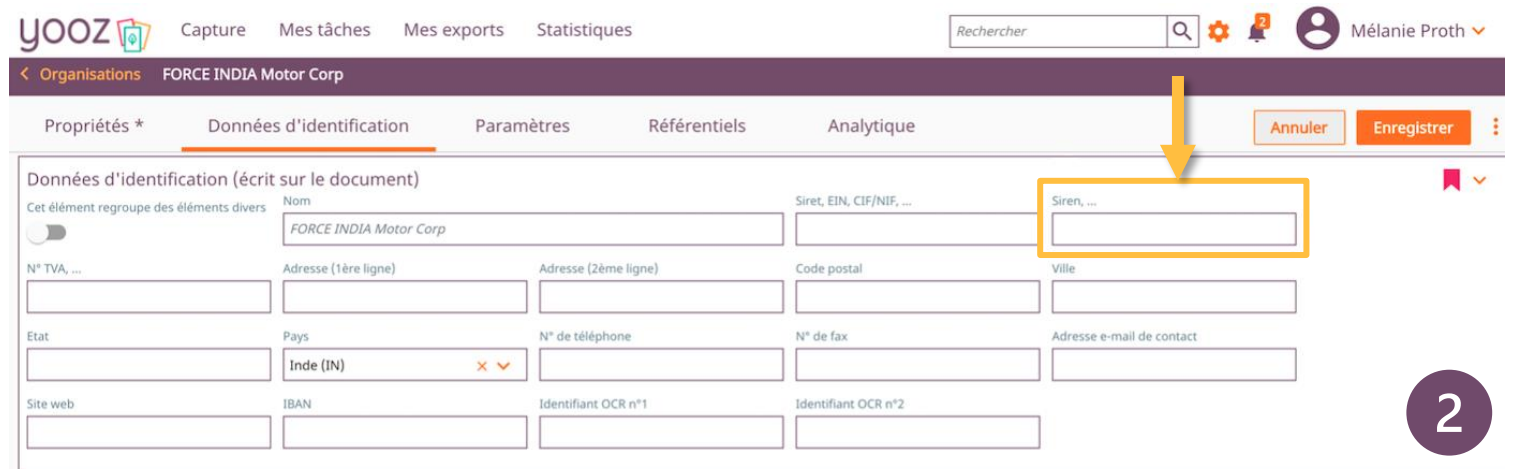 yooz Capture Mes tâches Mes exports Statistiques Rechercher 2 Mélanie Proth
Organisations FORCE INDIA Motor Corp
Propriétés * Données d'identification Paramètres Référentiels Analytique Annuler Enregistrer
Données d'identification (écrit sur le document)
Cet élément regroupe des éléments divers Nom Siret, EIN, CIF/NIF, ... Siren, ...
FORCE INDIA Motor Corp
N° TVA, ... Adresse (1ère ligne) Adresse (2ème ligne) Code postal Ville
Etat Pays N° de téléphone N° de fax Adresse e-mail de contact
Inde (IN)
Site web IBAN Identifiant OCR n°1 Identifiant OCR n°2
2